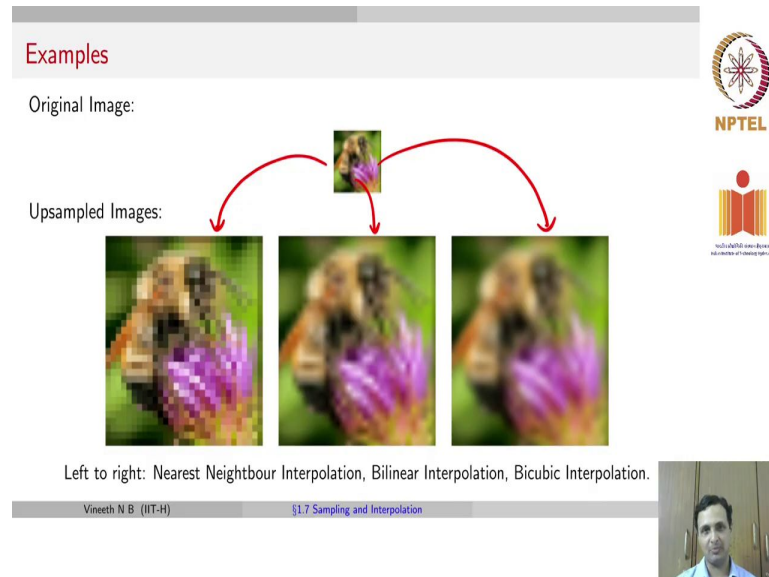 Examples
Original Image:
NPTEL
Upsampled Images:
Left to right: Nearest Neightbour Interpolation, Bilinear Interpolation, Bicubic Interpolation.
Vineeth N B (IIT-H)
§1.7 Sampling and Interpolation